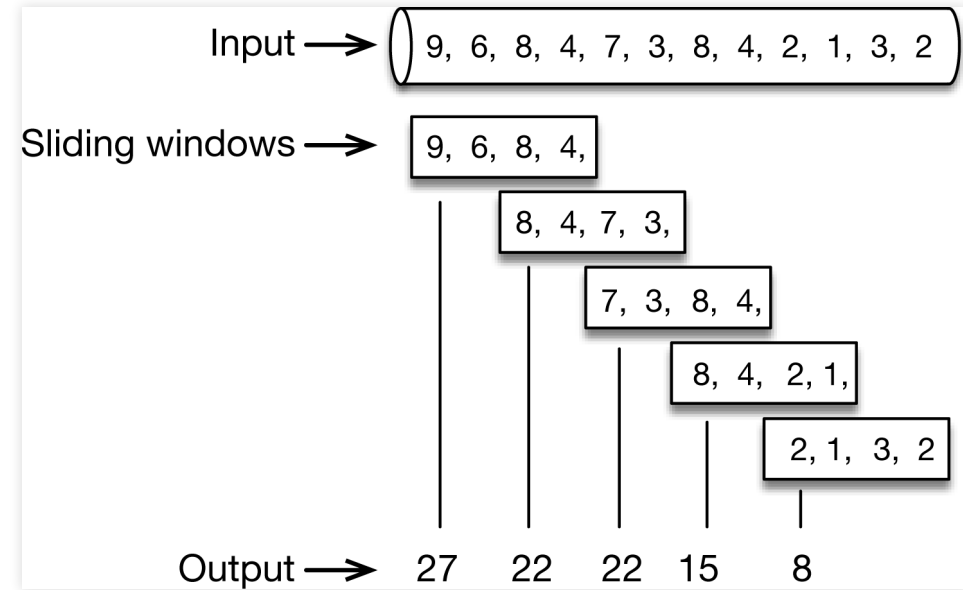 Input
9, 6, 8, 4, 7, 3, 8, 4, 2, 1, 3, 2
Sliding windows
9, 6, 8, 4,
8, 4, 7, 3,
7, 3, 8, 4,
8, 4, 2, 1,
2, 1, 3, 2
Output
27 22 22 15 8